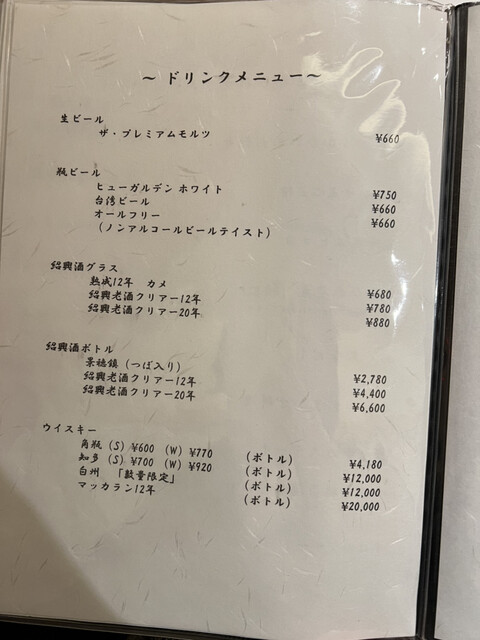 ～ ドリンクメニュー～
生ビール
ザ・プレミアムモルツ ¥660
瓶ビール
ヒューガルデン ホワイト ¥750
台湾ビール ¥660
オールフリー ¥660
（ノンアルコールビールテイスト）
紹興酒グラス
熟成12年 カメ ¥680
紹興老酒クリアー12年 ¥780
紹興老酒クリアー20年 ¥880
紹興酒ボトル
景徳鎮（つぼ入り） ¥2,780
紹興老酒クリアー12年 ¥4,400
紹興老酒クリアー20年 ¥6,600
ウイスキー
角瓶（S）¥600 （W）¥770 （ボトル） ¥4,180
知多（S）¥700 （W）¥920 （ボトル） ¥12,000
白州 「数量限定」 （ボトル） ¥12,000
マッカラン12年 （ボトル） ¥20,000